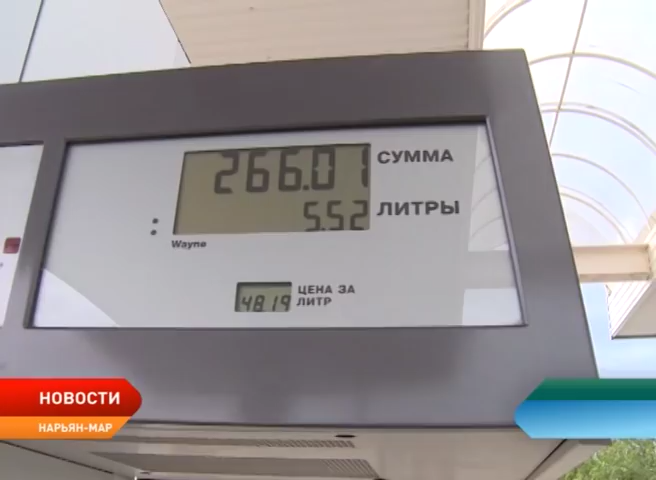 266.01 СУММА
5.52 ЛИТРЫ
Wayne
48.19 ЦЕНА ЗА
ЛИТР
НОВОСТИ
НАРЬЯН-МАР